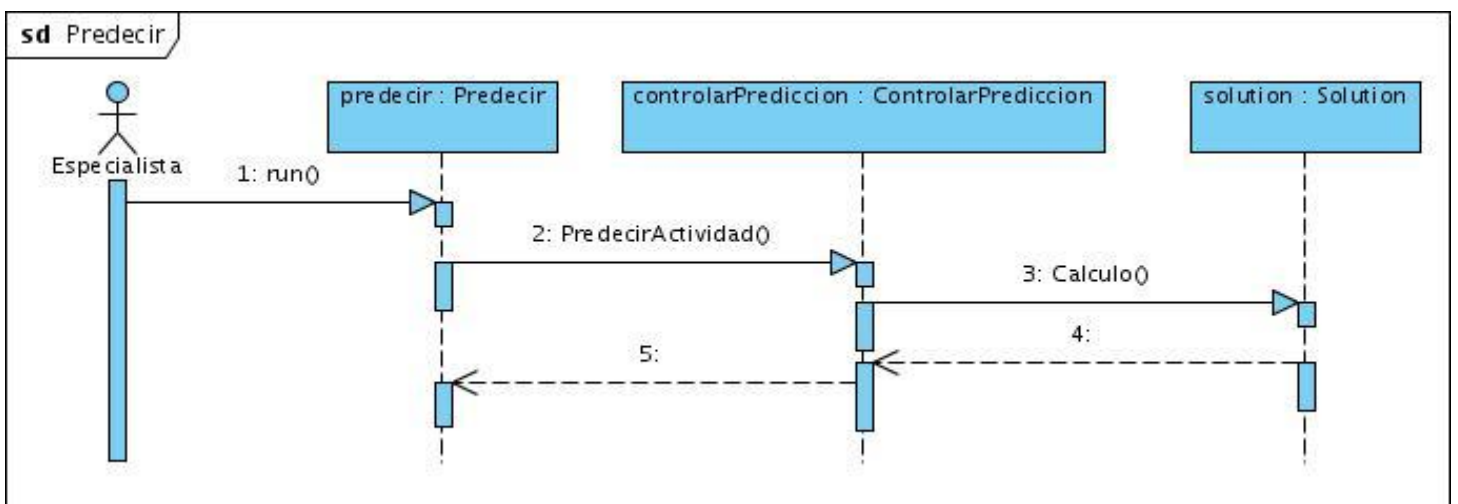 sd Predecir
predecir : Predecir
controlarPrediccion : ControlarPrediccion
solution : Solution
Especialista
1: run()
2: PredecirActividad()
3: Calculo()
4:
5: